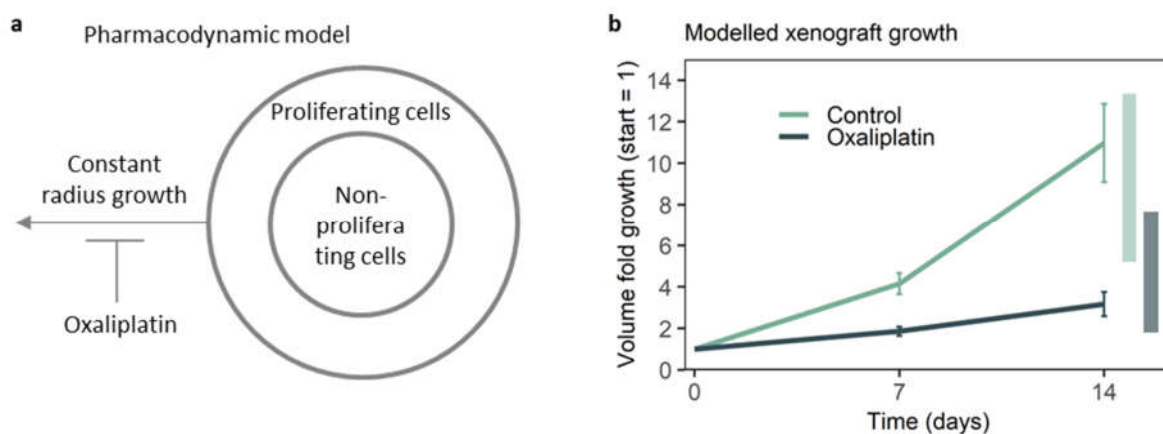 a
Pharmacodynamic model
Proliferating cells
Constant
radius growth
Non-
prolifera
ting cells
Oxaliplatin
b
Modelled xenograft growth
Volume fold growth (start = 1)
14
12
10
8
6
4
2
0
Control
Oxaliplatin
0
7
14
Time (days)